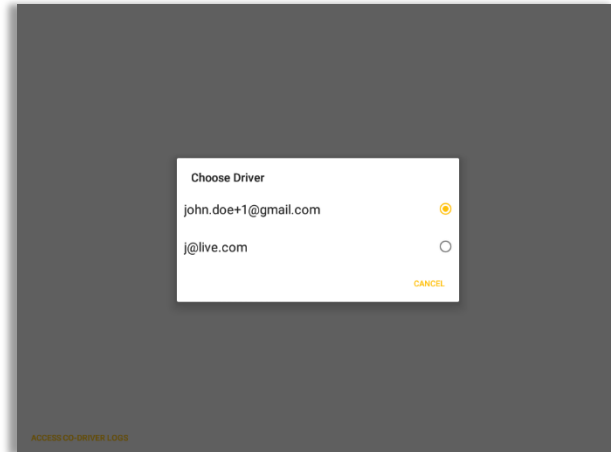 Choose Driver
john.doe+1@gmail.com
j@live.com
CANCEL
ACCESS CO-DRIVER LOGS